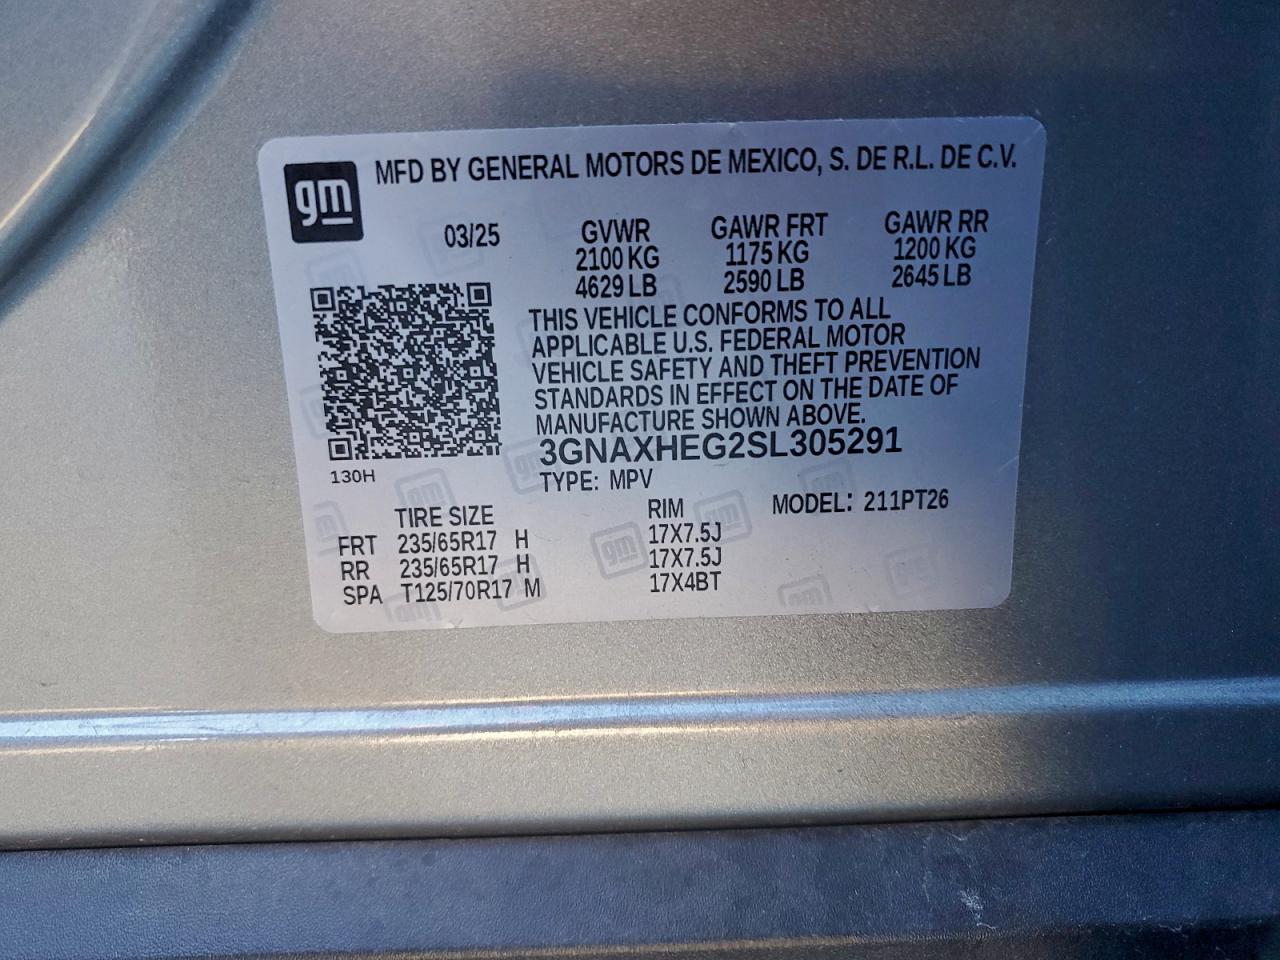 gm
MFD BY GENERAL MOTORS DE MEXICO, S. DE R.L. DE C.V.
03/25 GVWR GAWR FRT GAWR RR
2100 KG 1175 KG 1200 KG
4629 LB 2590 LB 2645 LB
THIS VEHICLE CONFORMS TO ALL
APPLICABLE U.S. FEDERAL MOTOR
VEHICLE SAFETY AND THEFT PREVENTION
STANDARDS IN EFFECT ON THE DATE OF
MANUFACTURE SHOWN ABOVE.
3GNAXHEG2SL305291
130H
TYPE: MPV
TIRE SIZE RIM MODEL: 211PT26
FRT 235/65R17 H 17X7.5J
RR 235/65R17 H 17X7.5J
SPA T125/70R17 M 17X4BT